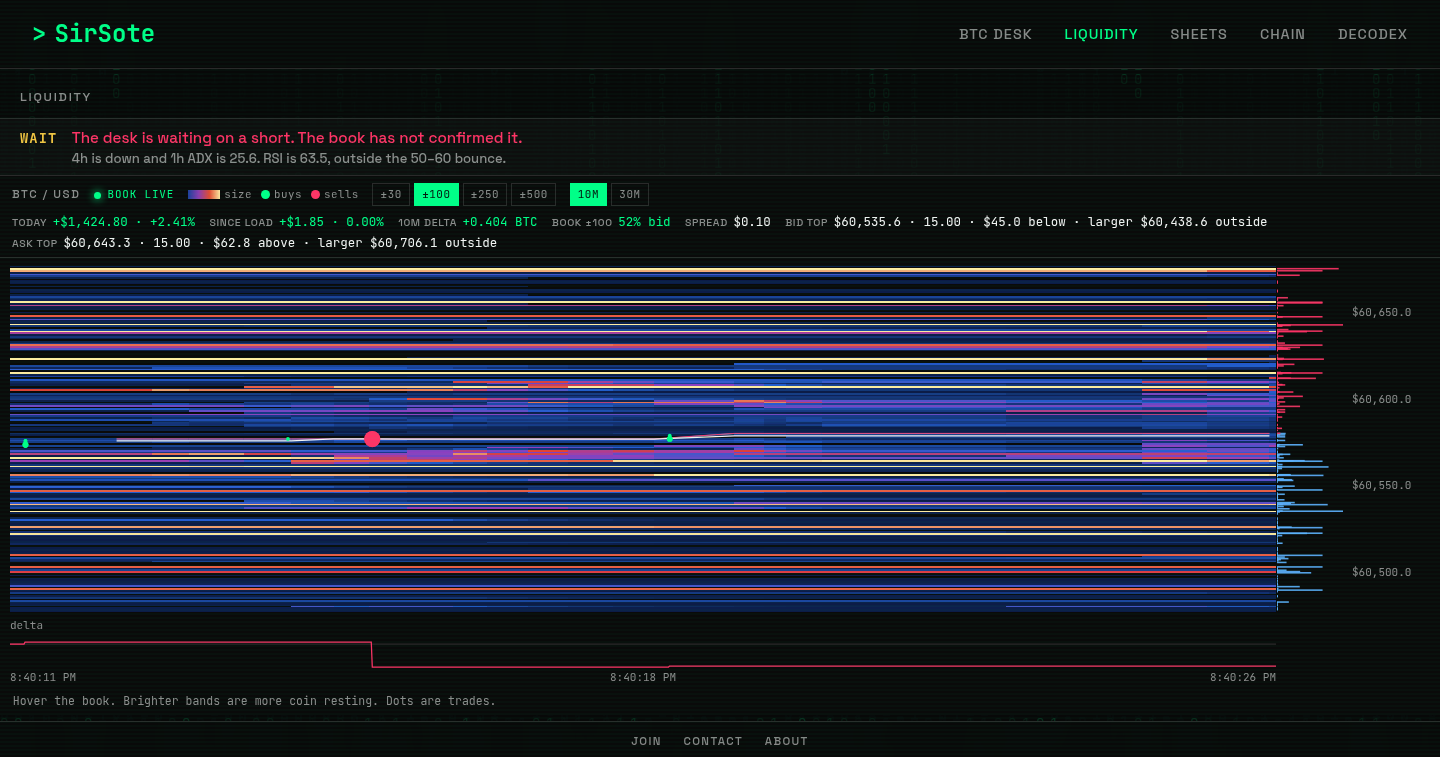 > SirSote
BTC DESK LIQUIDITY SHEETS CHAIN DECODEX
LIQUIDITY
WAIT The desk is waiting on a short. The book has not confirmed it.
4h is down and 1h ADX is 25.6. RSI is 63.5, outside the 50–60 bounce.
BTC / USD BOOK LIVE size buys sells ±30 ±100 ±250 ±500 10M 30M
TODAY +$1,424.80 · +2.41% SINCE LOAD +$1.85 · 0.00% 10M DELTA +0.404 BTC BOOK ±100 52% bid SPREAD $0.10 BID TOP $60,535.6 · 15.00 · $45.0 below · larger $60,438.6 outside
ASK TOP $60,643.3 · 15.00 · $62.8 above · larger $60,706.1 outside
$60,650.0
$60,600.0
$60,550.0
$60,500.0
delta
8:40:11 PM 8:40:18 PM 8:40:26 PM
Hover the book. Brighter bands are more coin resting. Dots are trades.
JOIN CONTACT ABOUT